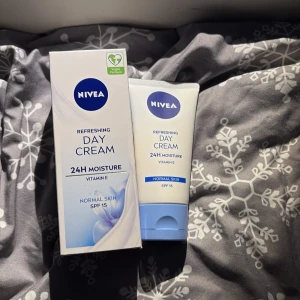 NIVEA
REFRESHING
DAY
CREAM
24H MOISTURE
VITAMIN E
NORMAL SKIN
SPF 15
NIVEA
REFRESHING
DAY
CREAM
24H MOISTURE
VITAMIN E
NORMAL SKIN
SPF 15